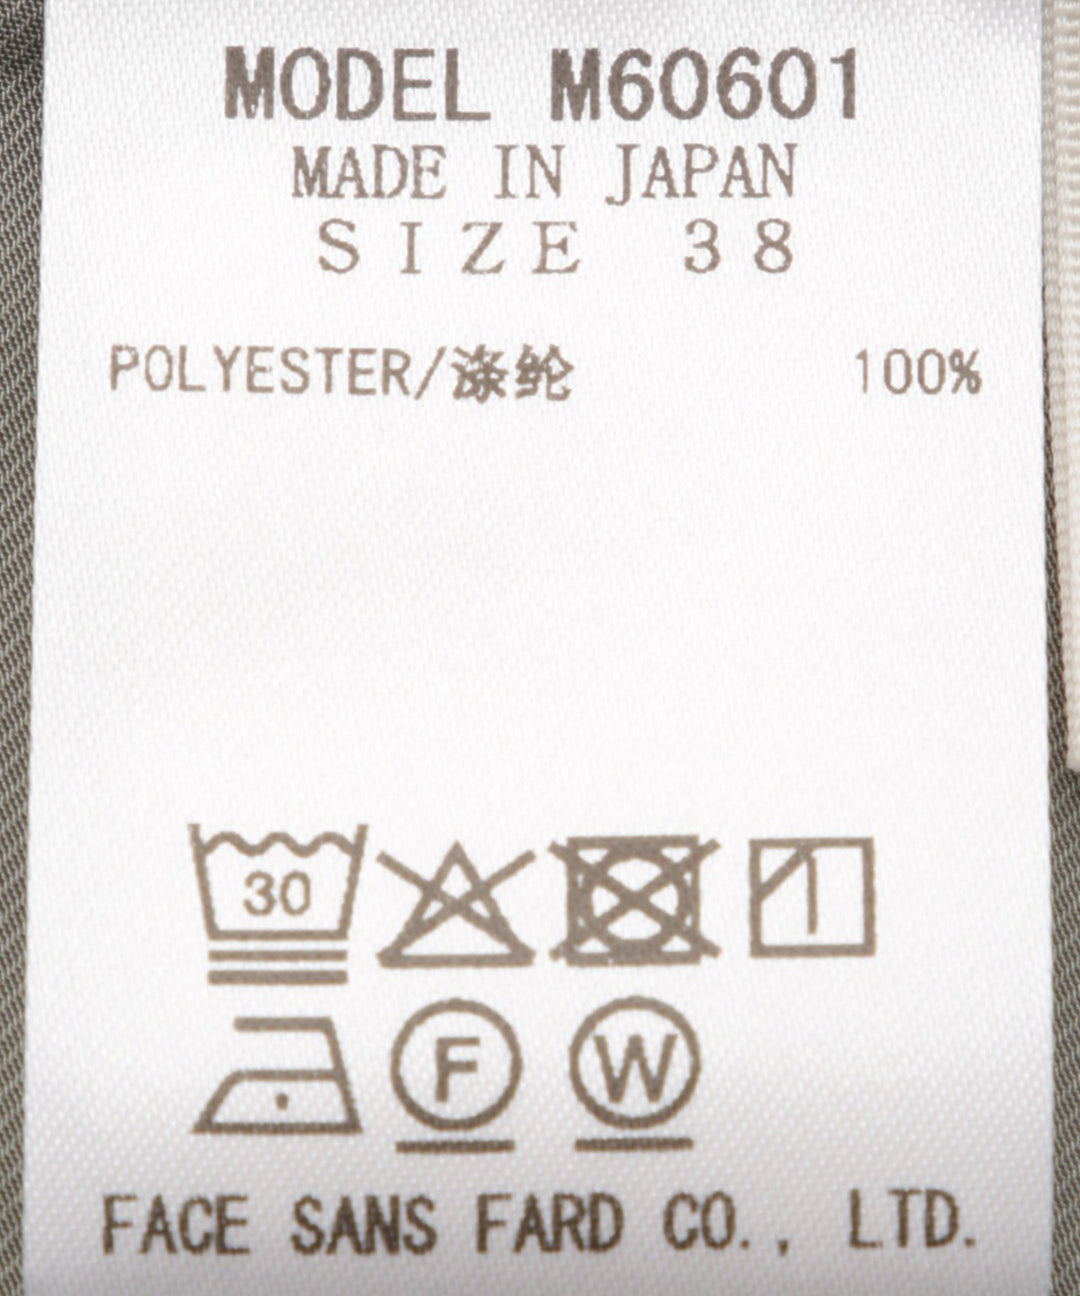 MODEL M60601
MADE IN JAPAN
SIZE 38
POLYESTER/涤纶 100%
30
F W
FACE SANS FARD CO., LTD.